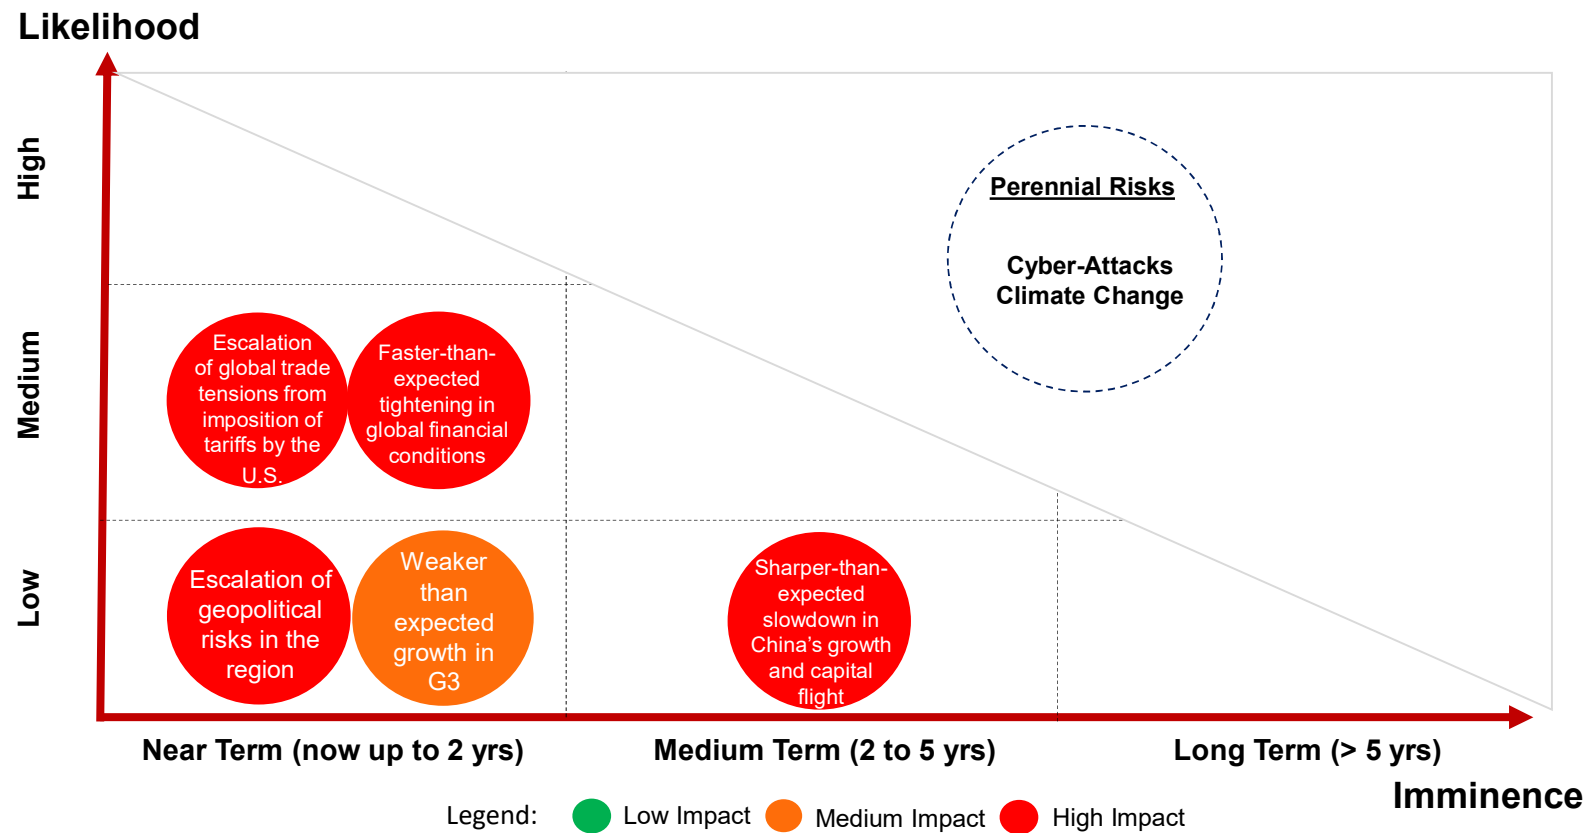 Likelihood
High
Perennial Risks
Cyber-Attacks
Climate Change
Medium
Escalation
of global trade
tensions from
imposition of
tariffs by the
U.S.
Faster-than-
expected
tightening in
global financial
conditions
Low
Escalation of
geopolitical
risks in the
region
Weaker
than
expected
growth in
G3
Sharper-than-
expected
slowdown in
China’s growth
and capital
flight
Near Term (now up to 2 yrs)
Medium Term (2 to 5 yrs)
Long Term (> 5 yrs)
Imminence
Legend:
Low Impact
Medium Impact
High Impact